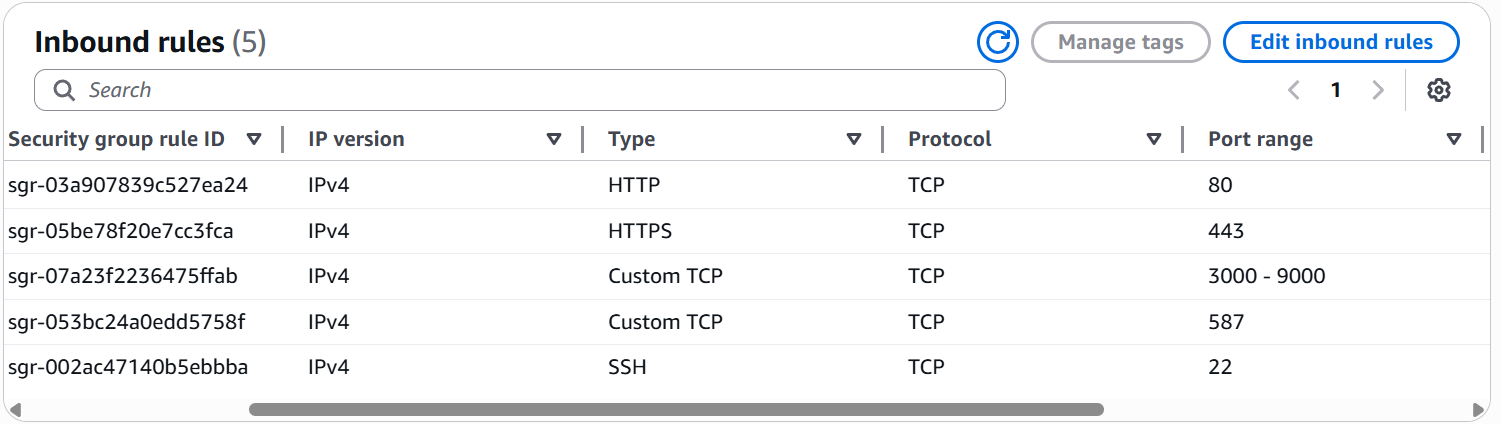 Inbound rules (5)
Manage tags
Edit inbound rules
Search
1
Security group rule ID IP version Type Protocol Port range
sgr-03a907839c527ea24 IPv4 HTTP TCP 80
sgr-05be78f20e7cc3fca IPv4 HTTPS TCP 443
sgr-07a23f2236475ffab IPv4 Custom TCP TCP 3000 - 9000
sgr-053bc24a0edd5758f IPv4 Custom TCP TCP 587
sgr-002ac47140b5ebbba IPv4 SSH TCP 22